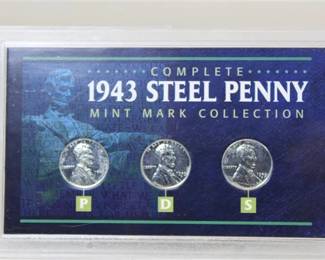 COMPLETE
1943 STEEL PENNY
MINT MARK COLLECTION
P D S